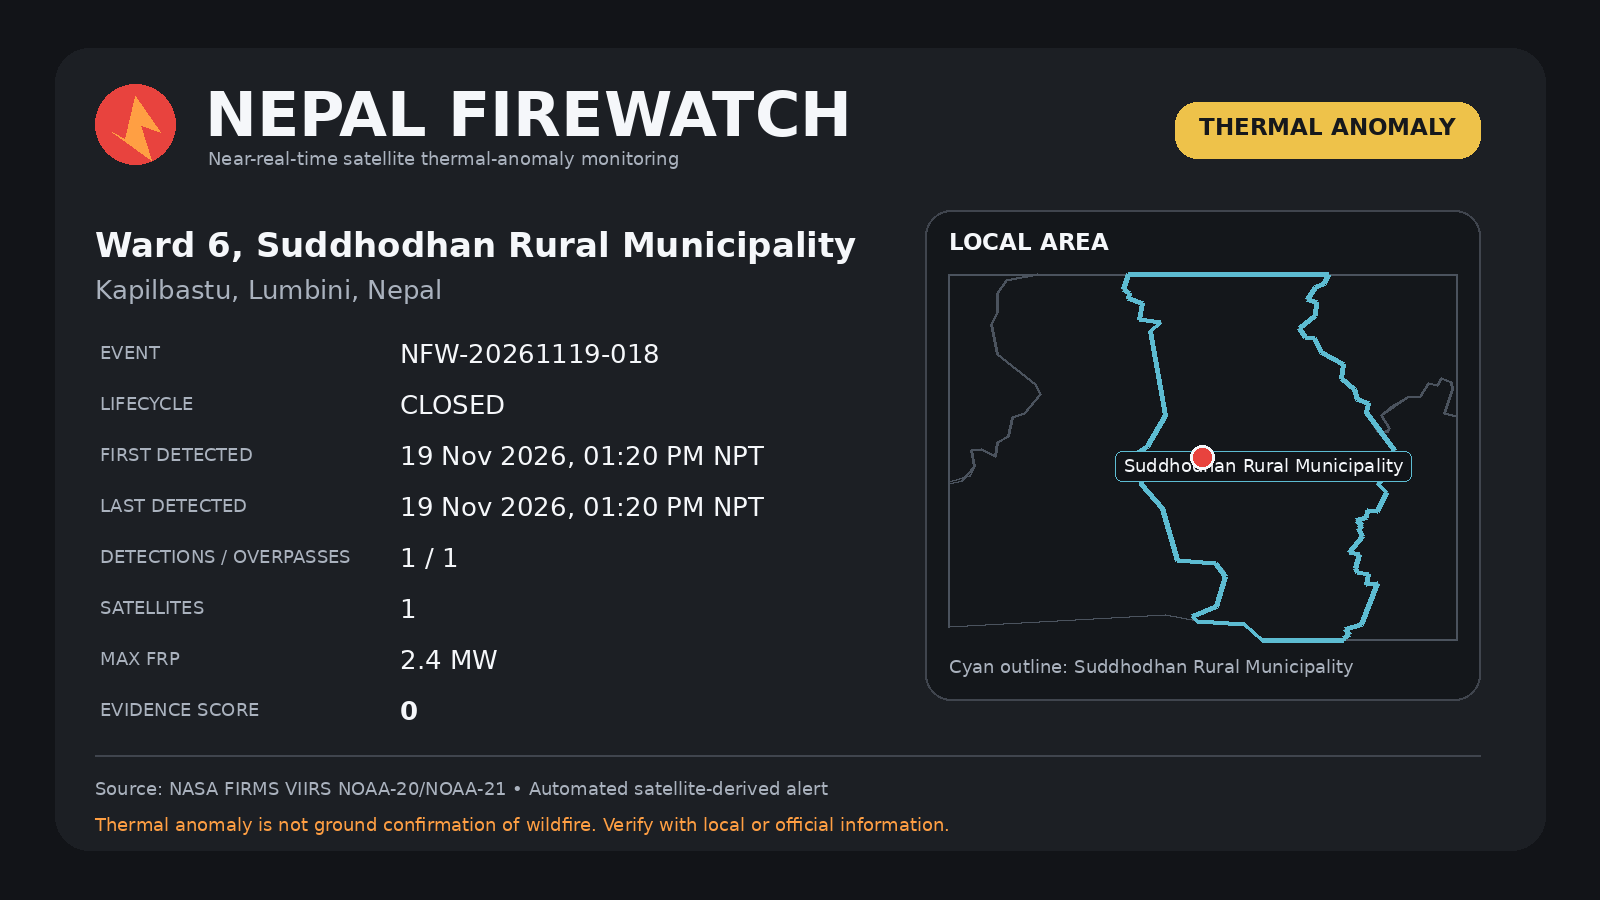 NEPAL FIREWATCH
Near-real-time satellite thermal-anomaly monitoring
THERMAL ANOMALY
Ward 6, Suddhodhan Rural Municipality
Kapilbastu, Lumbini, Nepal
EVENT NFW-20261119-018
LIFECYCLE CLOSED
FIRST DETECTED 19 Nov 2026, 01:20 PM NPT
LAST DETECTED 19 Nov 2026, 01:20 PM NPT
DETECTIONS / OVERPASSES 1 / 1
SATELLITES 1
MAX FRP 2.4 MW
EVIDENCE SCORE 0
LOCAL AREA
Suddhodhan Rural Municipality
Cyan outline: Suddhodhan Rural Municipality
Source: NASA FIRMS VIIRS NOAA-20/NOAA-21 • Automated satellite-derived alert
Thermal anomaly is not ground confirmation of wildfire. Verify with local or official information.